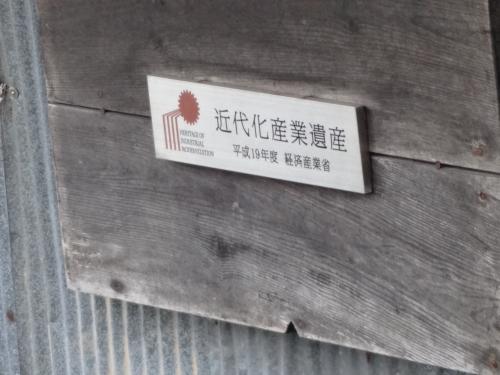 近代化産業遺産
平成19年度 経済産業省
HERITAGE OF
INDUSTRIAL
MODERNIZATION